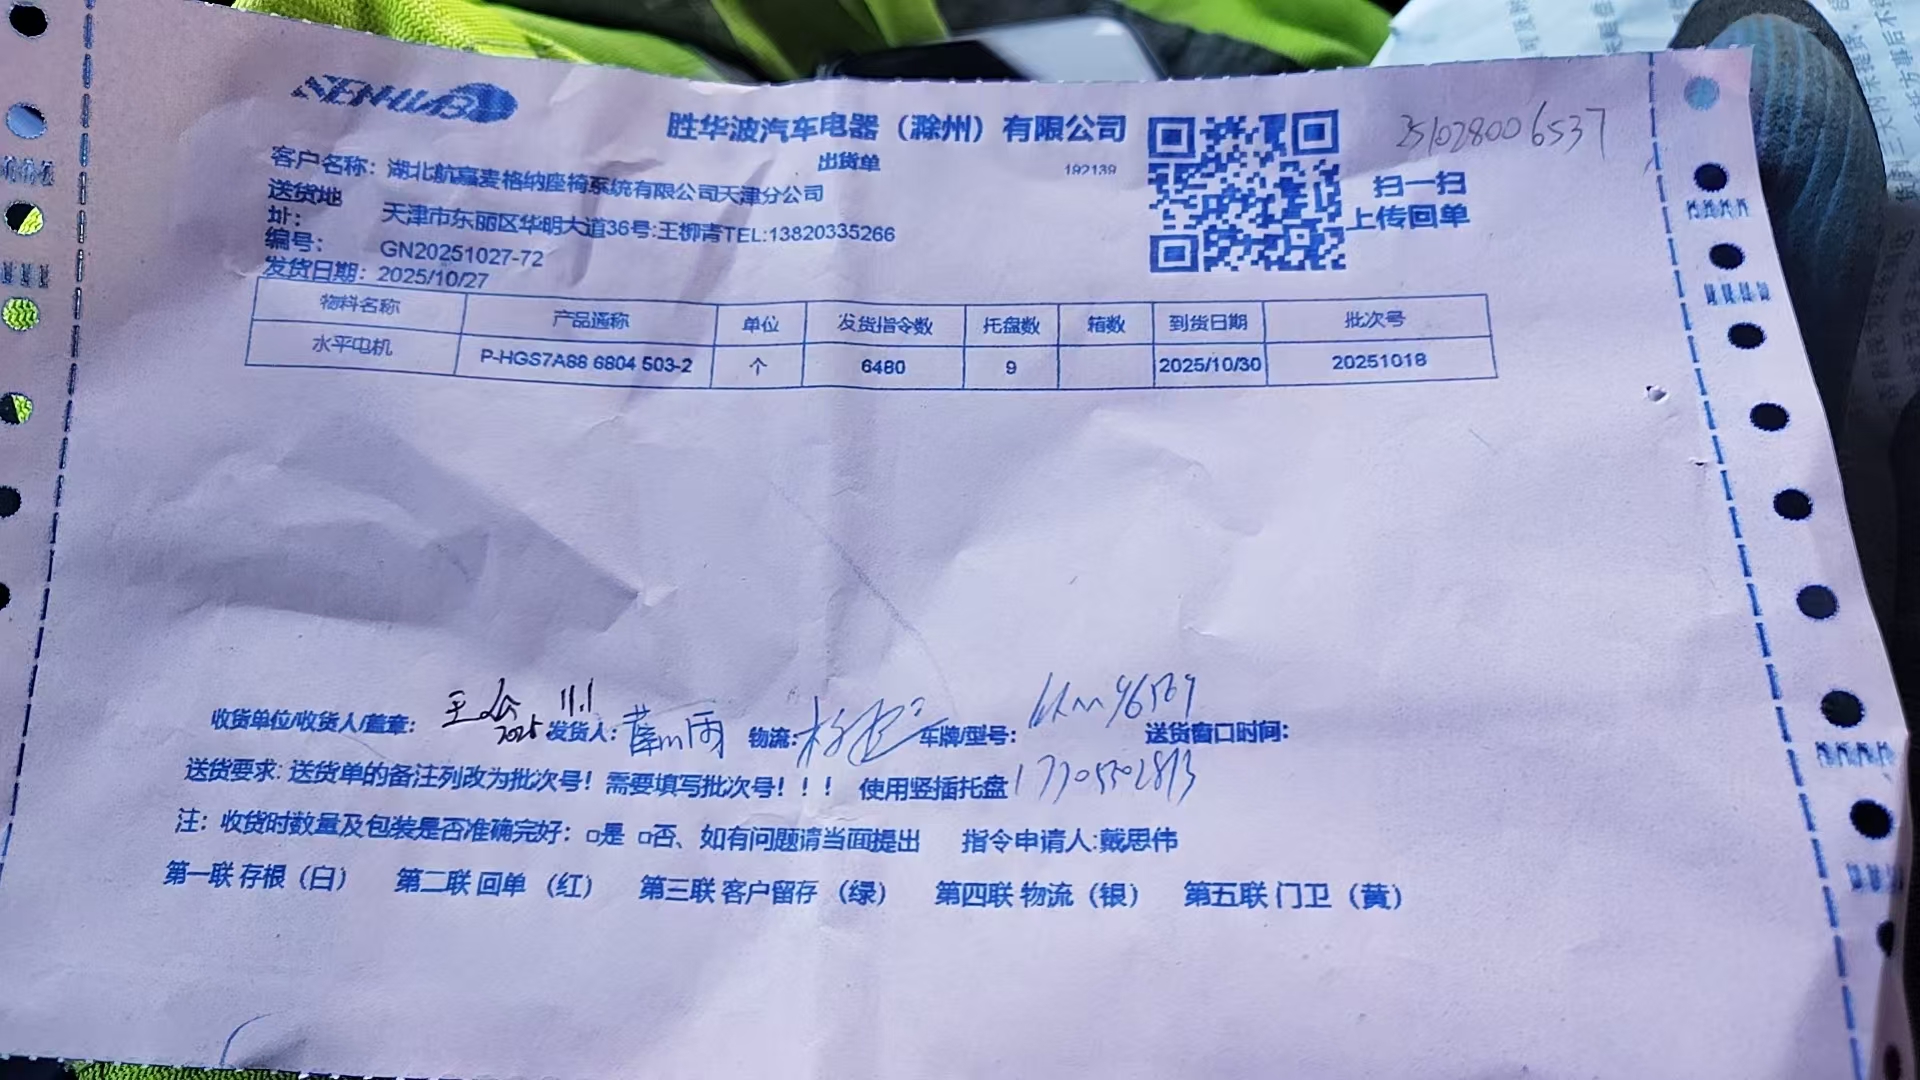 SENHUABO
胜华波汽车电器（滁州）有限公司
251028006537
出货单
192139
扫一扫
上传回单
客户名称：湖北航嘉麦格纳座椅系统有限公司天津分公司
送货地址：天津市东丽区华明大道36号:王柳青TEL:13820335266
编号：GN20251027-72
发货日期：2025/10/27
物料名称 产品通称 单位 发货指令数 托盘数 箱数 到货日期 批次号
水平电机 P-HGS7A88 6804 503-2 个 6480 9 2025/10/30 20251018
收货单位/收货人/盖章： 2025 11.1 发货人： 物流： 车牌/型号： 送货窗口时间：
送货要求：送货单的备注列改为批次号！需要填写批次号！！！ 使用竖插托盘
注：收货时数量及包装是否准确完好：□是 □否、如有问题请当面提出 指令申请人:戴思伟
第一联 存根（白） 第二联 回单（红） 第三联 客户留存（绿） 第四联 物流（银） 第五联 门卫（黄）